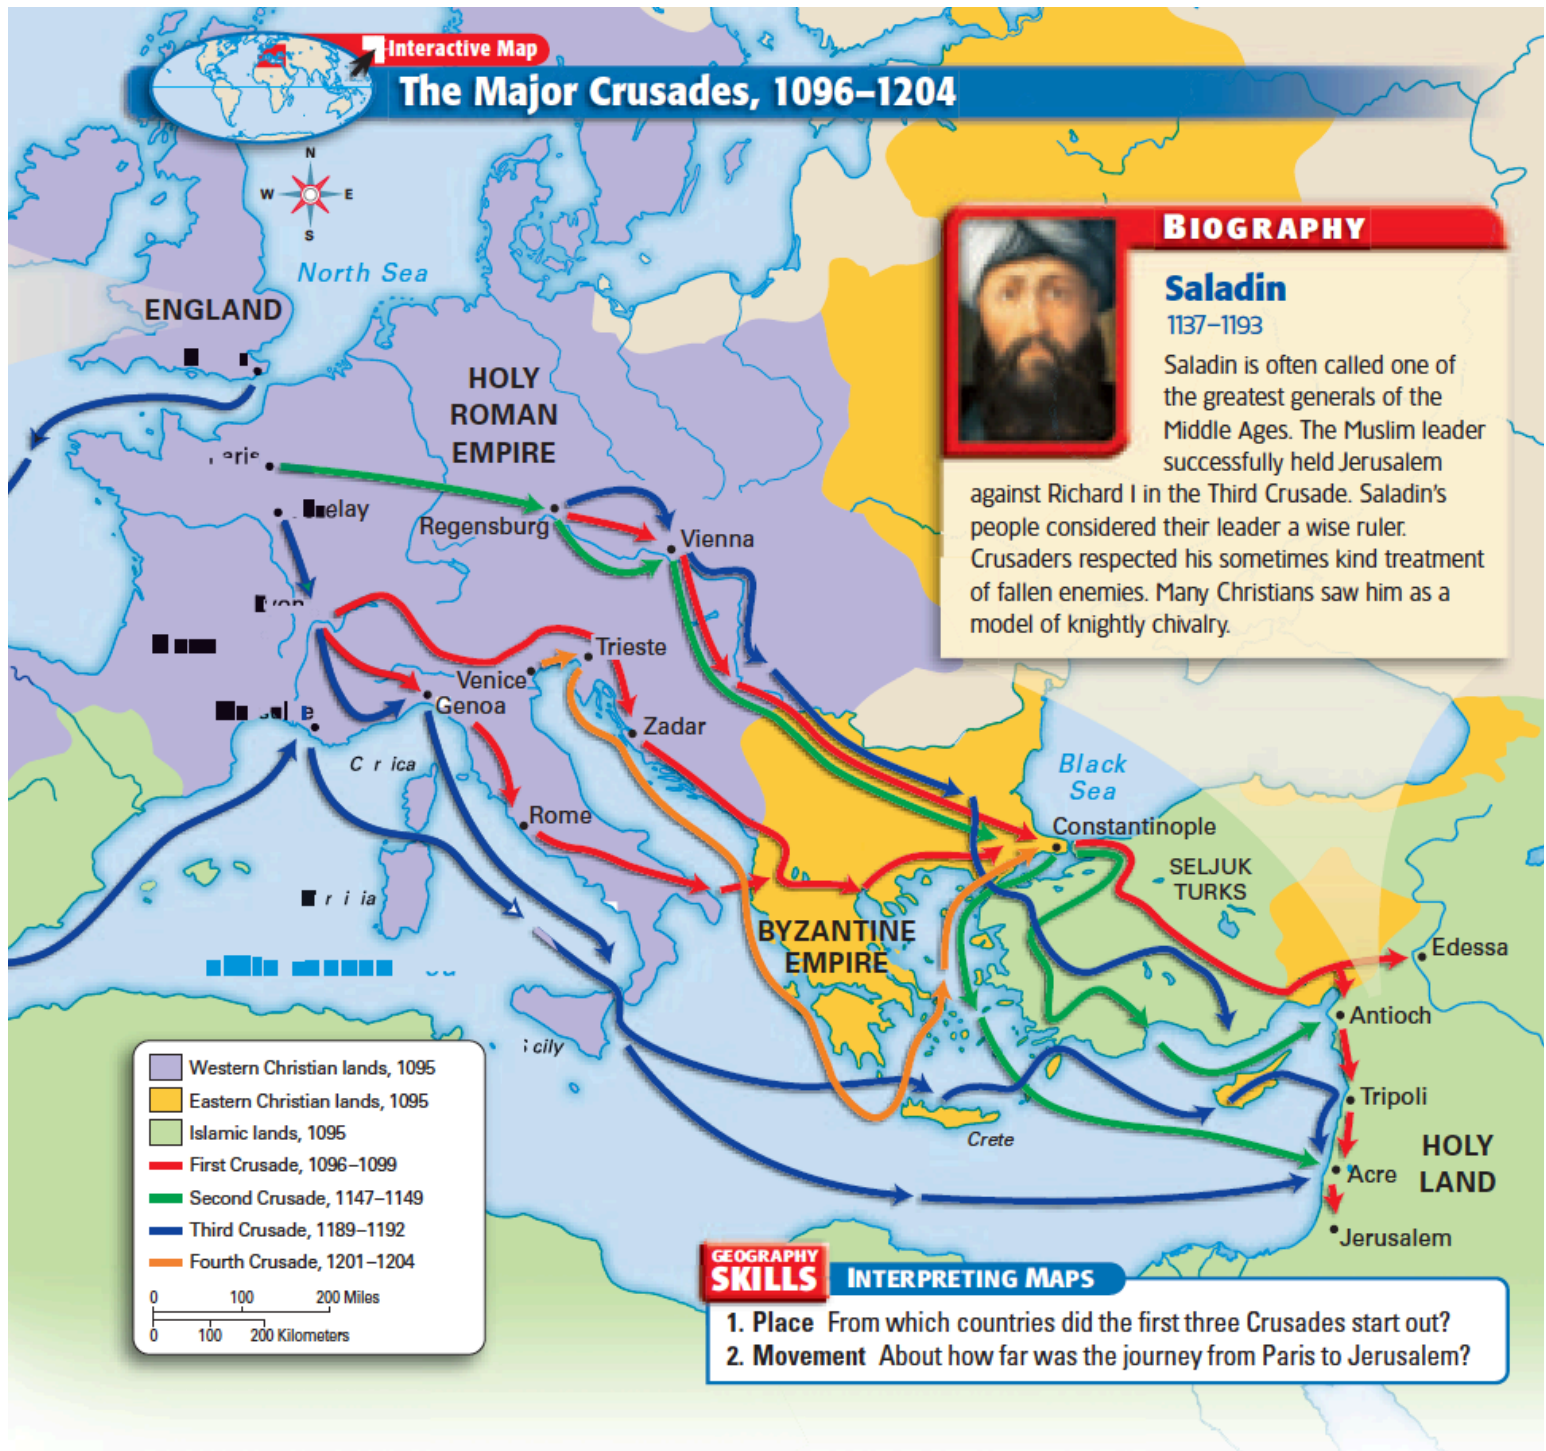 Interactive Map
The Major Crusades, 1096–1204
N
W
E
S
North Sea
ENGLAND
HOLY
ROMAN
EMPIRE
BIOGRAPHY
Saladin
1137–1193
Saladin is often called one of
the greatest generals of the
Middle Ages. The Muslim leader
successfully held Jerusalem
against Richard I in the Third Crusade. Saladin's
people considered their leader a wise ruler.
Crusaders respected his sometimes kind treatment
of fallen enemies. Many Christians saw him as a
model of knightly chivalry.
Regensburg
Vienna
Trieste
Venice
Genoa
Zadar
Rome
Black
Sea
Constantinople
SELJUK
TURKS
BYZANTINE
EMPIRE
Edessa
Antioch
Tripoli
HOLY
LAND
Acre
Jerusalem
Crete
Western Christian lands, 1095
Eastern Christian lands, 1095
Islamic lands, 1095
First Crusade, 1096–1099
Second Crusade, 1147–1149
Third Crusade, 1189–1192
Fourth Crusade, 1201–1204
0 100 200 Miles
0 100 200 Kilometers
GEOGRAPHY
SKILLS
INTERPRETING MAPS
1. Place From which countries did the first three Crusades start out?
2. Movement About how far was the journey from Paris to Jerusalem?